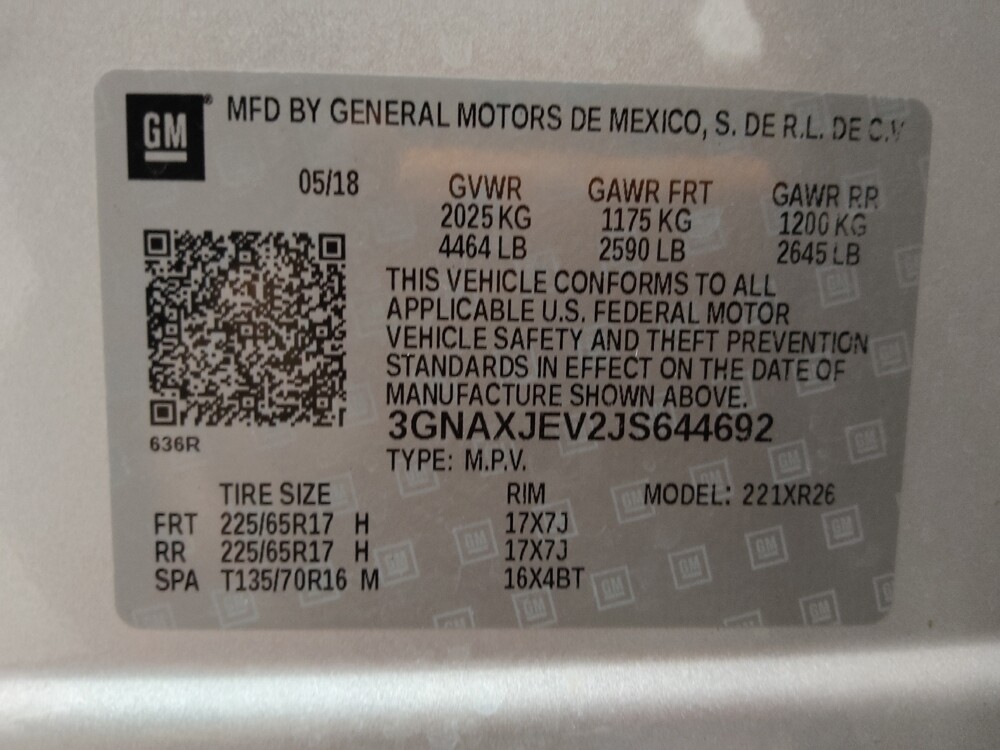 GM
MFD BY GENERAL MOTORS DE MEXICO, S. DE R.L. DE C.V
05/18
GVWR GAWR FRT GAWR RR
2025 KG 1175 KG 1200 KG
4464 LB 2590 LB 2645 LB
THIS VEHICLE CONFORMS TO ALL
APPLICABLE U.S. FEDERAL MOTOR
VEHICLE SAFETY AND THEFT PREVENTION
STANDARDS IN EFFECT ON THE DATE OF
MANUFACTURE SHOWN ABOVE.
3GNAXJEV2JS644692
636R
TYPE: M.P.V.
TIRE SIZE RIM MODEL: 221XR26
FRT 225/65R17 H 17X7J
RR 225/65R17 H 17X7J
SPA T135/70R16 M 16X4BT